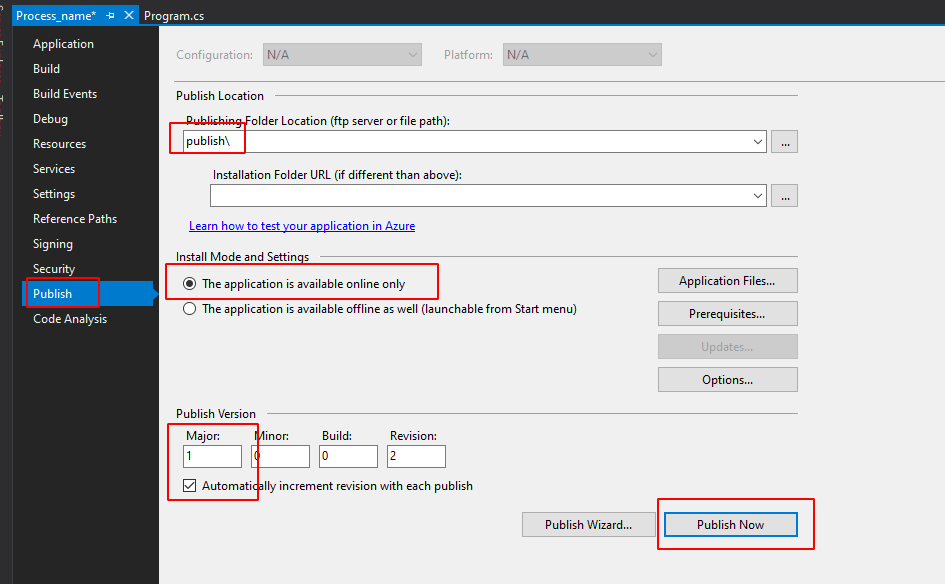 Process_name* Program.cs
Application
Build
Build Events
Debug
Resources
Services
Settings
Reference Paths
Signing
Security
Publish
Code Analysis
Configuration: N/A Platform: N/A
Publish Location
Publishing Folder Location (ftp server or file path):
publish\ ...
Installation Folder URL (if different than above):
...
Learn how to test your application in Azure
Install Mode and Settings
The application is available online only
The application is available offline as well (launchable from Start menu)
Application Files...
Prerequisites...
Updates...
Options...
Publish Version
Major: Minor: Build: Revision:
1 0 0 2
Automatically increment revision with each publish
Publish Wizard... Publish Now